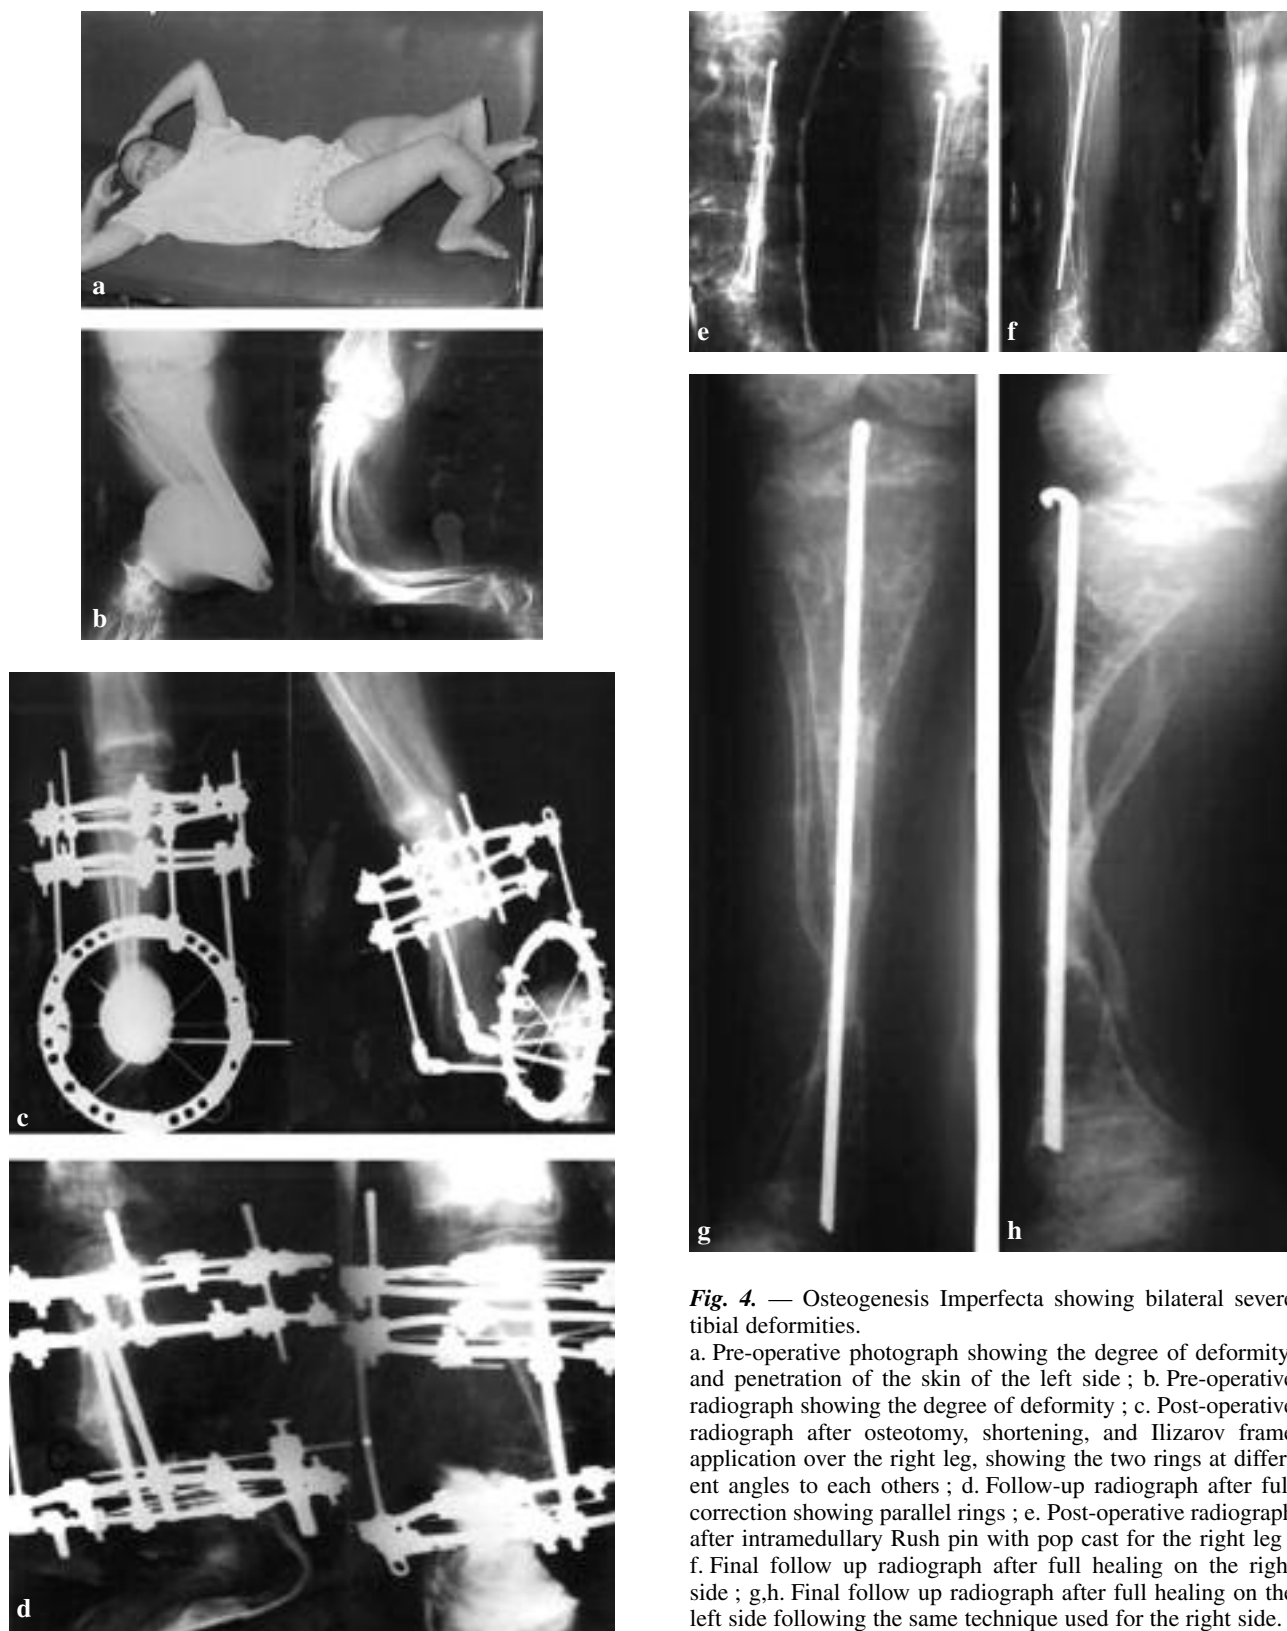 a
b
c
d
e
f
g
h
Fig. 4. — Osteogenesis Imperfecta showing bilateral severe
tibial deformities.
a. Pre-operative photograph showing the degree of deformity
and penetration of the skin of the left side ; b. Pre-operative
radiograph showing the degree of deformity ; c. Post-operative
radiograph after osteotomy, shortening, and Ilizarov frame
application over the right leg, showing the two rings at differ-
ent angles to each others ; d. Follow-up radiograph after full
correction showing parallel rings ; e. Post-operative radiograph
after intramedullary Rush pin with pop cast for the right leg
f. Final follow up radiograph after full healing on the right
side ; g,h. Final follow up radiograph after full healing on the
left side following the same technique used for the right side.